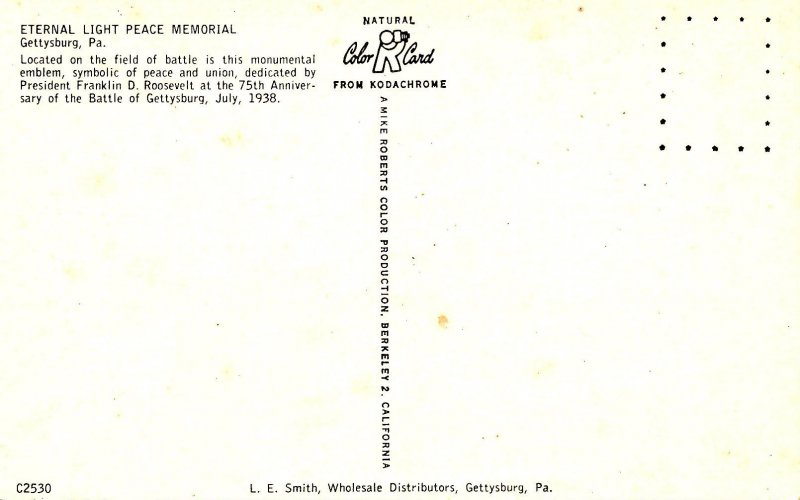 ETERNAL LIGHT PEACE MEMORIAL
Gettysburg, Pa.
Located on the field of battle is this monumental
emblem, symbolic of peace and union, dedicated by
President Franklin D. Roosevelt at the 75th Anniver-
sary of the Battle of Gettysburg, July, 1938.
NATURAL
Color Card
FROM KODACHROME
A MIKE ROBERTS COLOR PRODUCTION, BERKELEY 2, CALIFORNIA
C2530
L. E. Smith, Wholesale Distributors, Gettysburg, Pa.